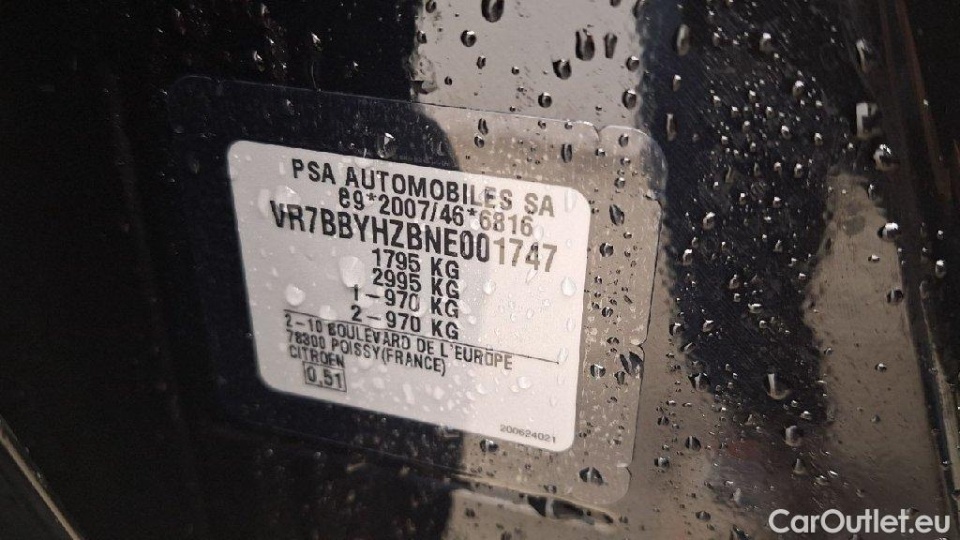 PSA AUTOMOBILES SA
e9*2007/46*6816
VR7BBYHZBNE001747
1795 KG
2995 KG
1-970 KG
2-970 KG
2-10 BOULEVARD DE L'EUROPE
78300 POISSY(FRANCE)
CITROEN
0.51
200624021
CarOutlet.eu